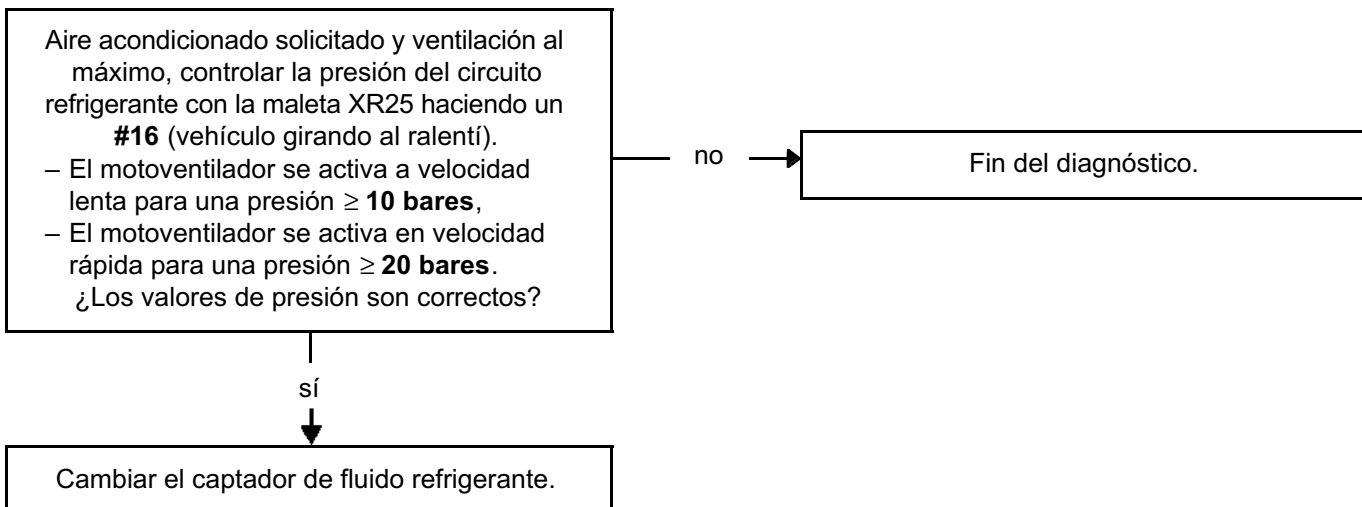 Aire acondicionado solicitado y ventilación al
máximo, controlar la presión del circuito
refrigerante con la maleta XR25 haciendo un
#16 (vehículo girando al ralentí).
– El motoventilador se activa a velocidad
lenta para una presión ≥ 10 bares,
– El motoventilador se activa en velocidad
rápida para una presión ≥ 20 bares.
¿Los valores de presión son correctos?
no
Fin del diagnóstico.
sí
Cambiar el captador de fluido refrigerante.